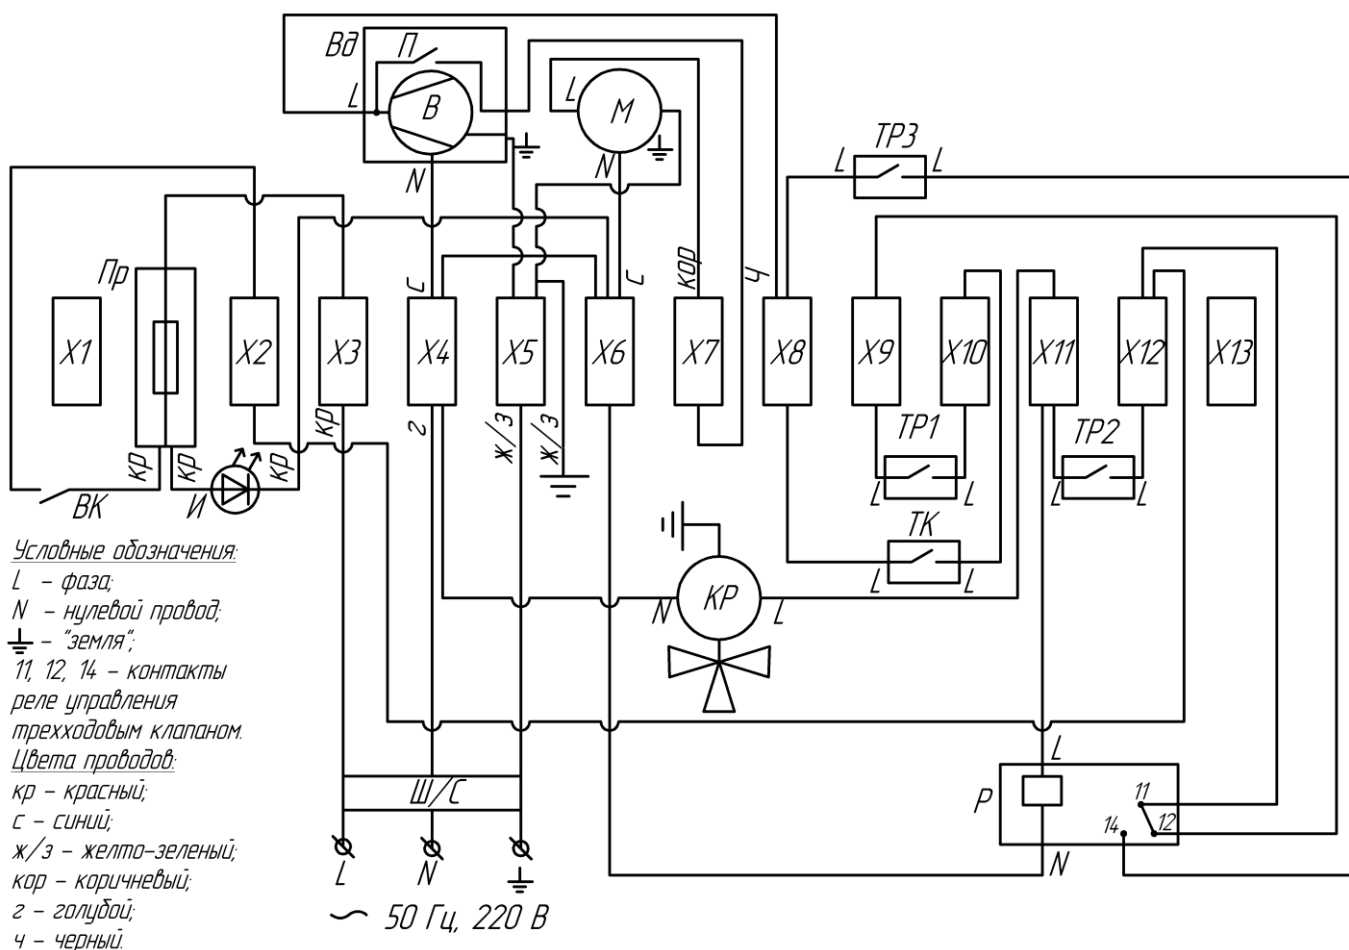 Вд
П
L
В
N
L
М
N
ТР3
L
L
Пр
с
с
кор
ч
Х1
Х2
Х3
Х4
Х5
Х6
Х7
Х8
Х9
Х10
Х11
Х12
Х13
кр
кр
кр
кр
г
ж/з
ж/з
ТР1
L
L
ТР2
L
L
ВК
И
ТК
L
L
N
КР
L
Условные обозначения:
L - фаза;
N - нулевой провод;
- "земля";
11, 12, 14 - контакты
реле управления
трехходовым клапаном.
Цвета проводов:
кр - красный;
с - синий;
ж/з - желто-зеленый;
кор - коричневый;
г - голубой;
ч - черный.
Ш/С
L
N
50 Гц, 220 В
L
Р
11
14
12
N